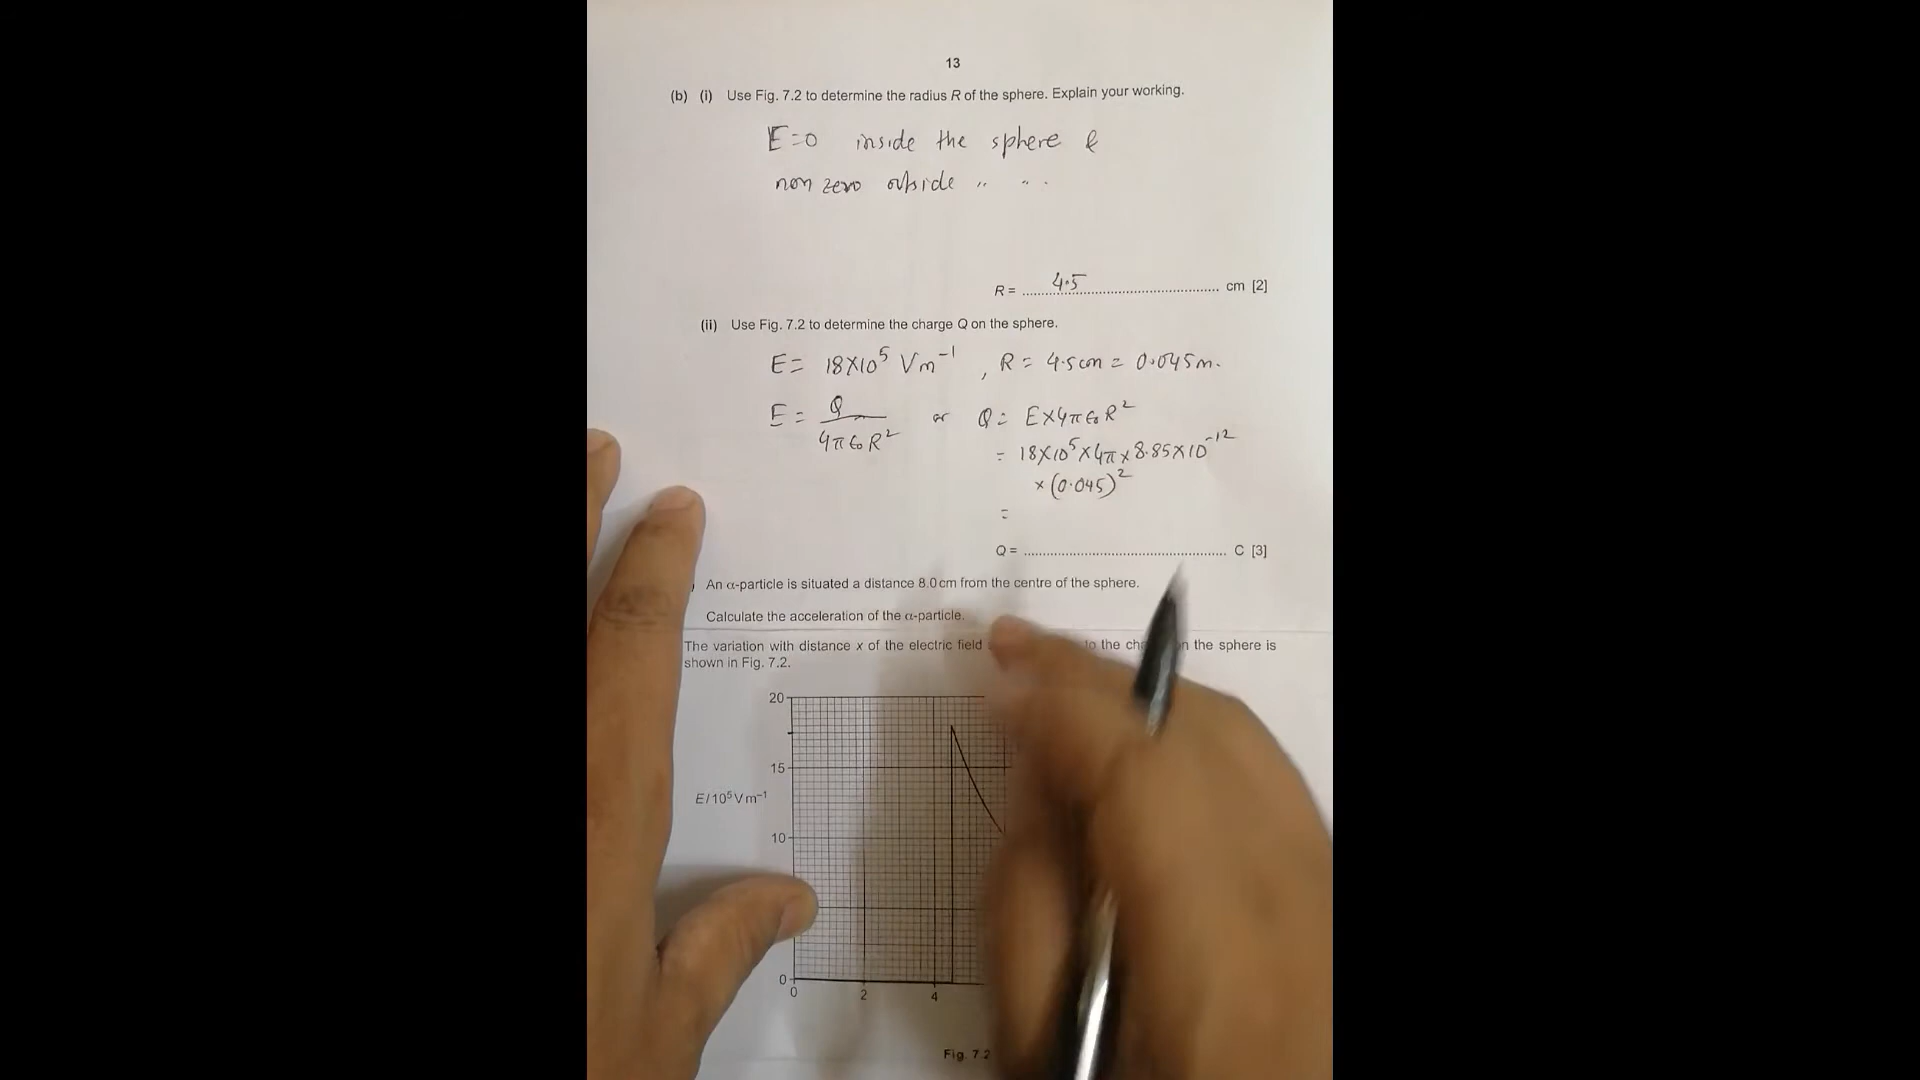 13
(b) (i) Use Fig. 7.2 to determine the radius R of the sphere. Explain your working.
E=0 inside the sphere &
non zero outside " " .
R = 4.5 cm [2]
(ii) Use Fig. 7.2 to determine the charge Q on the sphere.
E = 18×10⁵ Vm⁻¹ , R = 4.5cm = 0.045m.
E = Q / 4πϵ₀R² or Q = E×4πϵ₀R²
= 18×10⁵×4π×8.85×10⁻¹²
×(0.045)²
=
Q = C [3]
An α-particle is situated a distance 8.0 cm from the centre of the sphere.
Calculate the acceleration of the α-particle.
The variation with distance x of the electric field to the the sphere is
shown in Fig. 7.2.
20
15
E/10⁵Vm⁻¹
10
0
0 2 4
Fig. 7.2